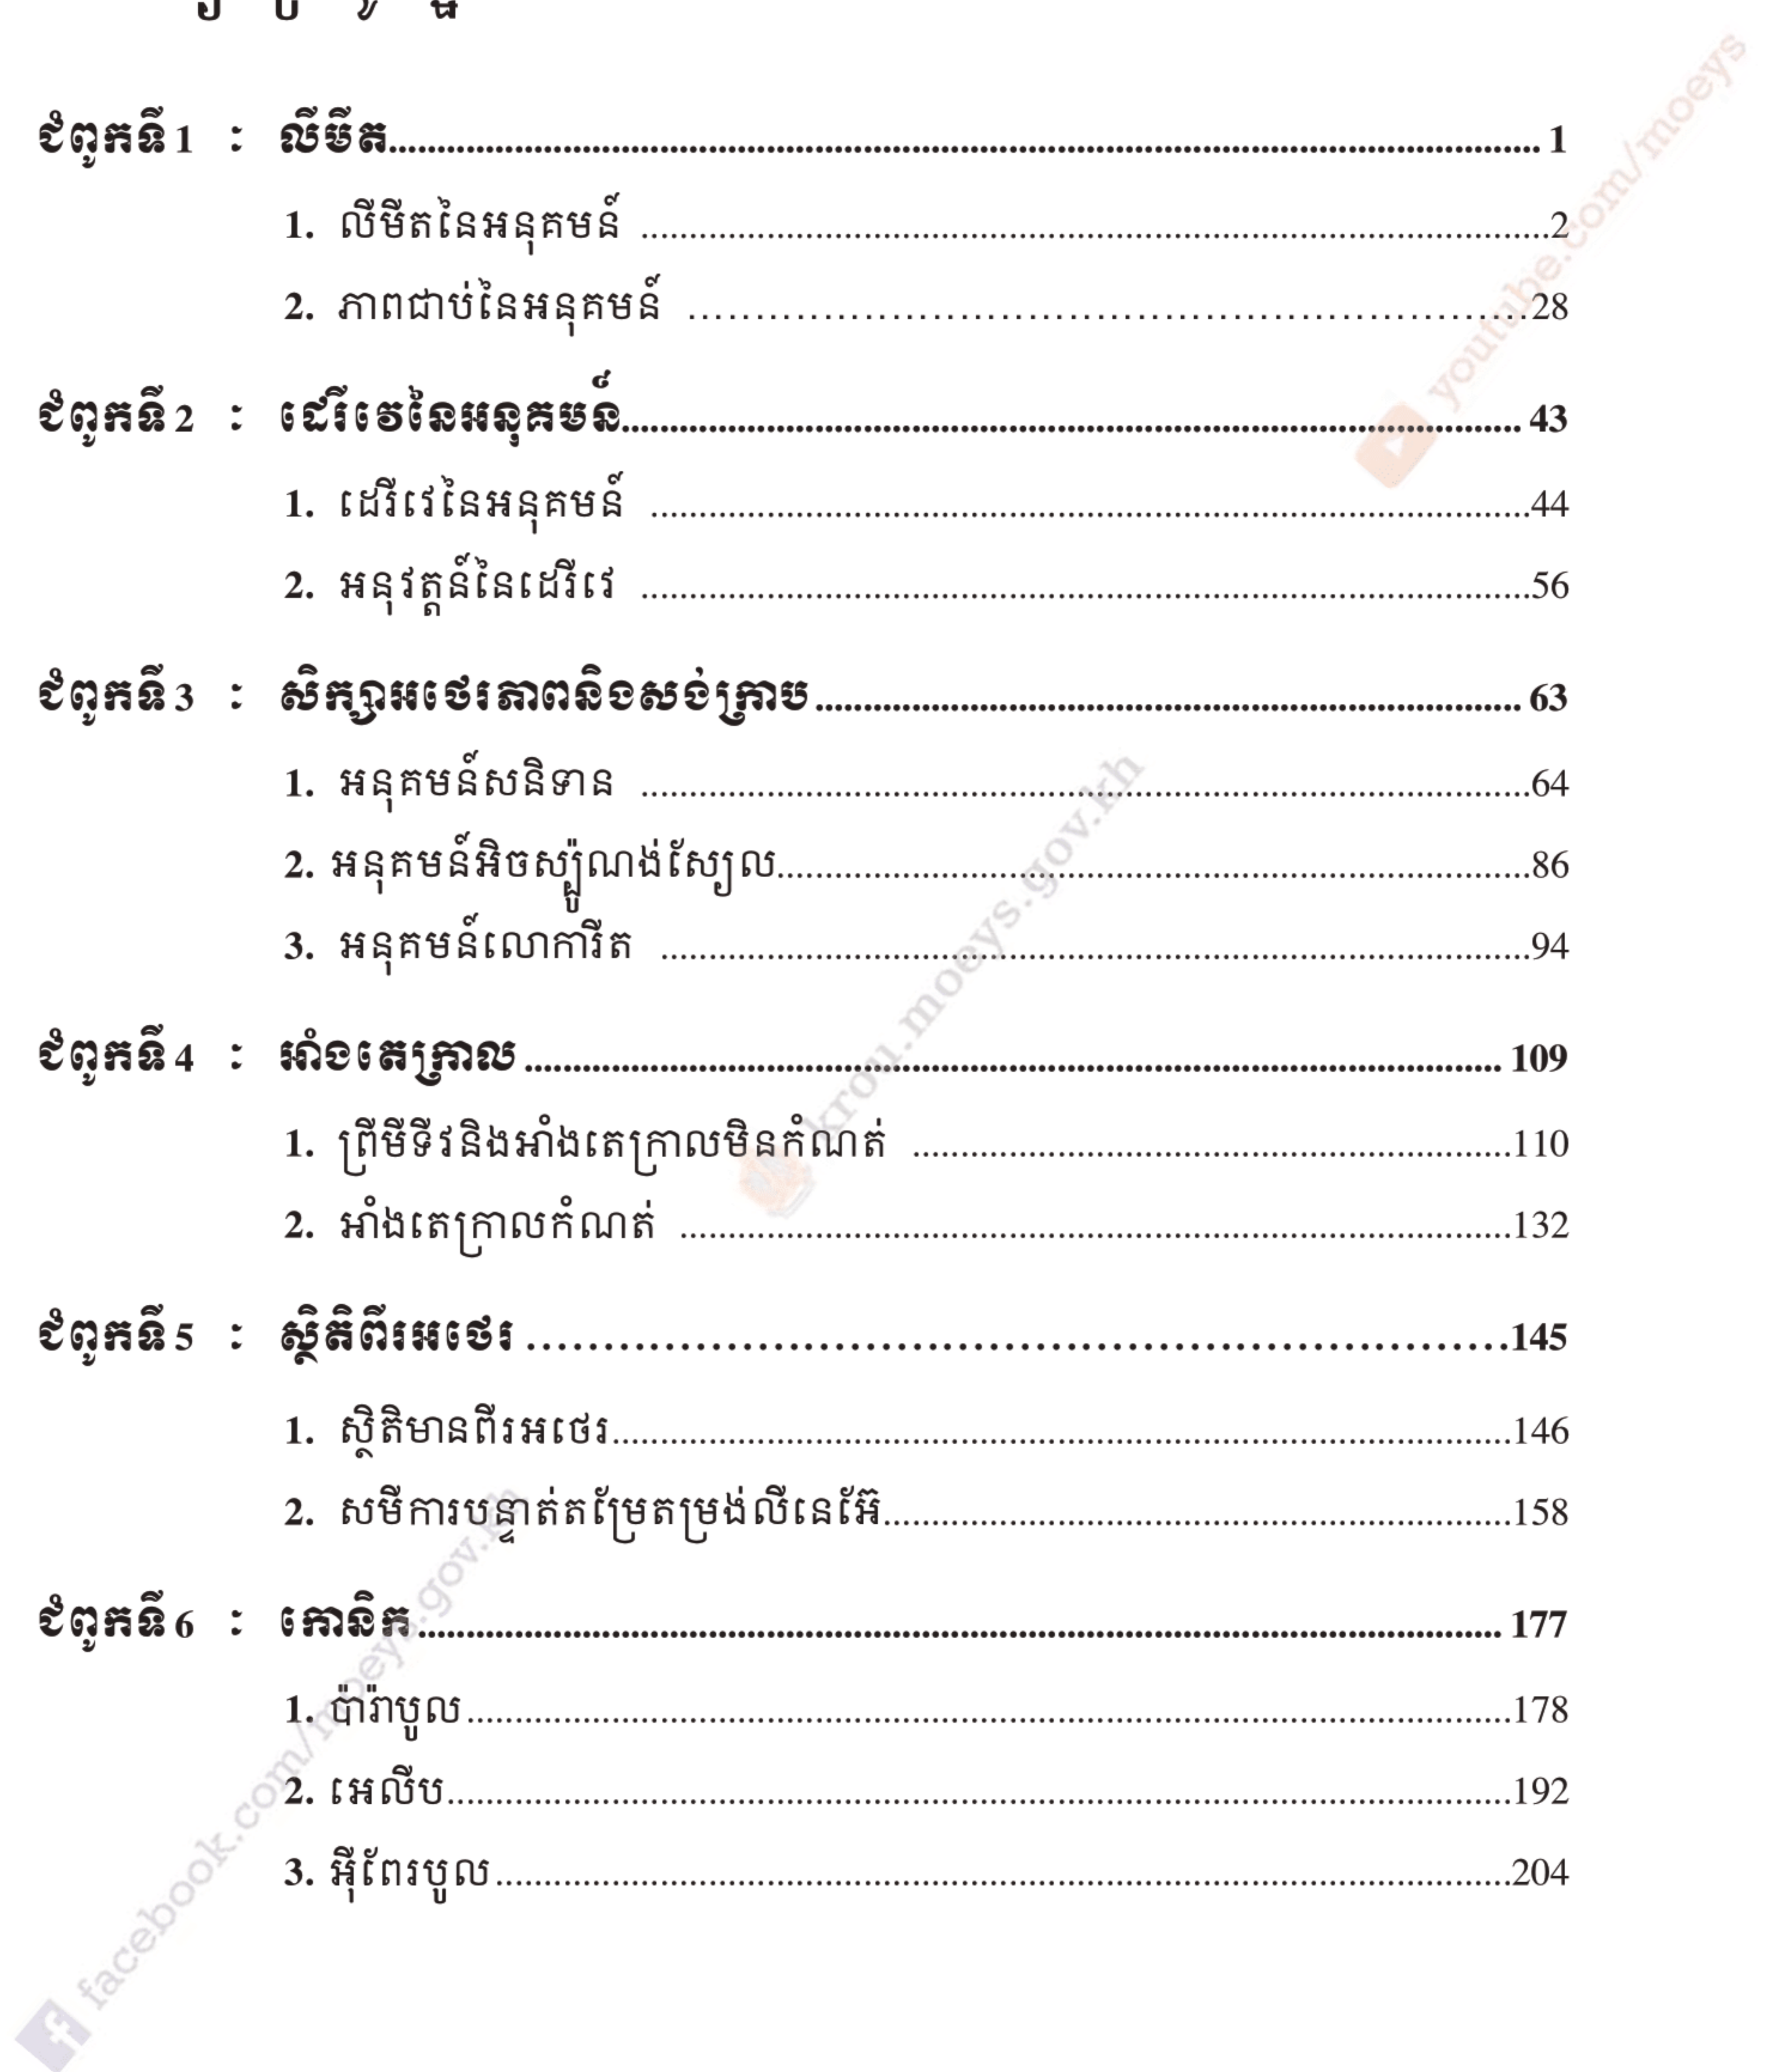 ជំពូកទី1 ៖ លីមីត........................................ 1
1. លីមីតនៃអនុគមន៍ ........................................2
2. ភាពជាប់នៃអនុគមន៍ ........................................28
ជំពូកទី2 ៖ ដេរីវេនៃអនុគមន៍........................................ 43
1. ដេរីវេនៃអនុគមន៍ ........................................44
2. អនុវត្តន៍នៃដេរីវេ ........................................56
ជំពូកទី3 ៖ សិក្សាអថេរភាពនិងសង់ក្រាប........................................ 63
1. អនុគមន៍សនិទាន ........................................64
2. អនុគមន៍អិចស្ប៉ូណង់ស្យែល........................................86
3. អនុគមន៍លោការីត ........................................94
ជំពូកទី4 ៖ អាំងតេក្រាល........................................ 109
1. ព្រីមីទីវនិងអាំងតេក្រាលមិនកំណត់ ........................................110
2. អាំងតេក្រាលកំណត់ ........................................132
ជំពូកទី5 ៖ ស្ថិតិពីរអថេរ ........................................145
1. ស្ថិតិមានពីរអថេរ........................................146
2. សមីការបន្ទាត់តម្រែតម្រង់លីនេអ៊ែ........................................158
ជំពូកទី6 ៖ កោនិក........................................ 177
1. ប៉ារ៉ាបូល........................................178
2. អេលីប........................................192
3. អ៊ីពែរបូល........................................204
youtube.com/moeys
krou.moeys.gov.kh
facebook.com/moeys.gov.kh